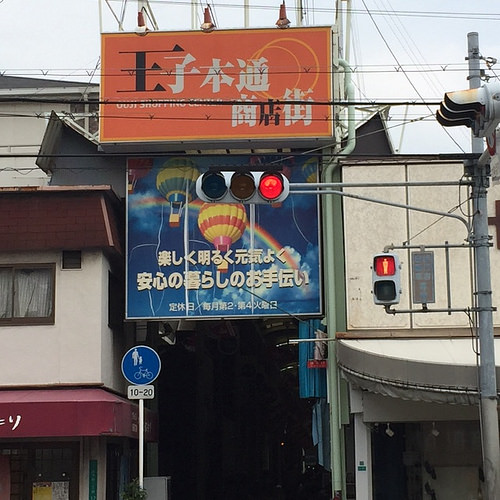 王子本通
OUJI SHOPPING CENTER
商店街
楽しく明るく元気よく
安心の暮らしのお手伝い
定休日／毎月第2・第4火曜日
10-20